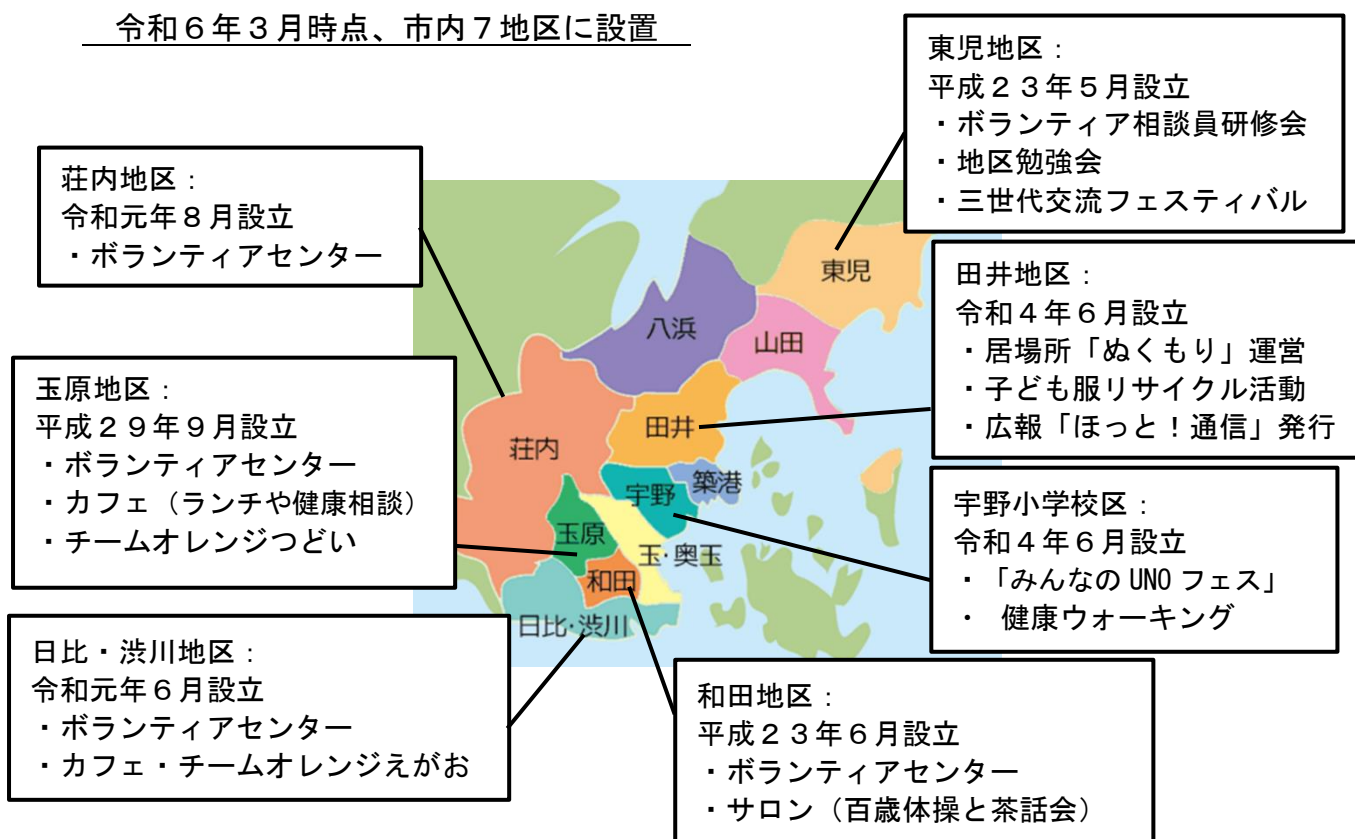 令和６年３月時点、市内７地区に設置
東児地区：
平成２３年５月設立
・ボランティア相談員研修会
・地区勉強会
・三世代交流フェスティバル
荘内地区：
令和元年８月設立
・ボランティアセンター
田井地区：
令和４年６月設立
・居場所「ぬくもり」運営
・子ども服リサイクル活動
・広報「ほっと！通信」発行
玉原地区：
平成２９年９月設立
・ボランティアセンター
・カフェ（ランチや健康相談）
・チームオレンジつどい
宇野小学校区：
令和４年６月設立
・「みんなの UNO フェス」
・ 健康ウォーキング
日比・渋川地区：
令和元年６月設立
・ボランティアセンター
・カフェ・チームオレンジえがお
和田地区：
平成２３年６月設立
・ボランティアセンター
・サロン（百歳体操と茶話会）
東児
八浜
山田
田井
荘内
築港
宇野
玉原
玉・奥玉
和田
日比・渋川